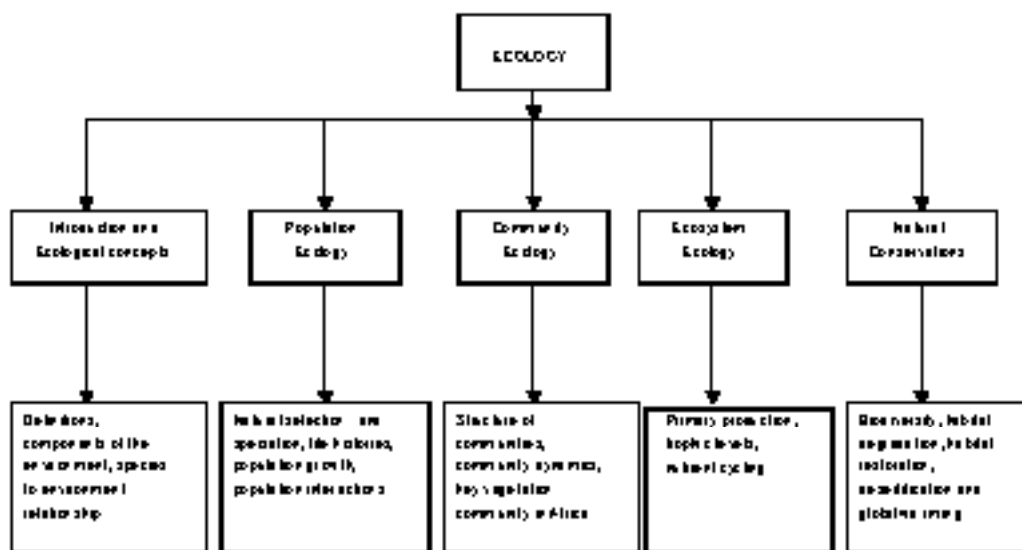 ECOLOGY
Introduction and
Ecological concepts
Population
Ecology
Community
Ecology
Ecosystem
Ecology
Natural
Conservations
Definitions,
components of the
environment, species
to environment
relationship
Natural selection and
speciation, life histories,
population growth,
population interactions
Structure of
communities,
community dynamics,
key vegetation
community in Africa
Primary production,
trophic levels,
nutrient cycling
Biodiversity, habitat
degradation, habitat
restoration,
desertification and
global warming